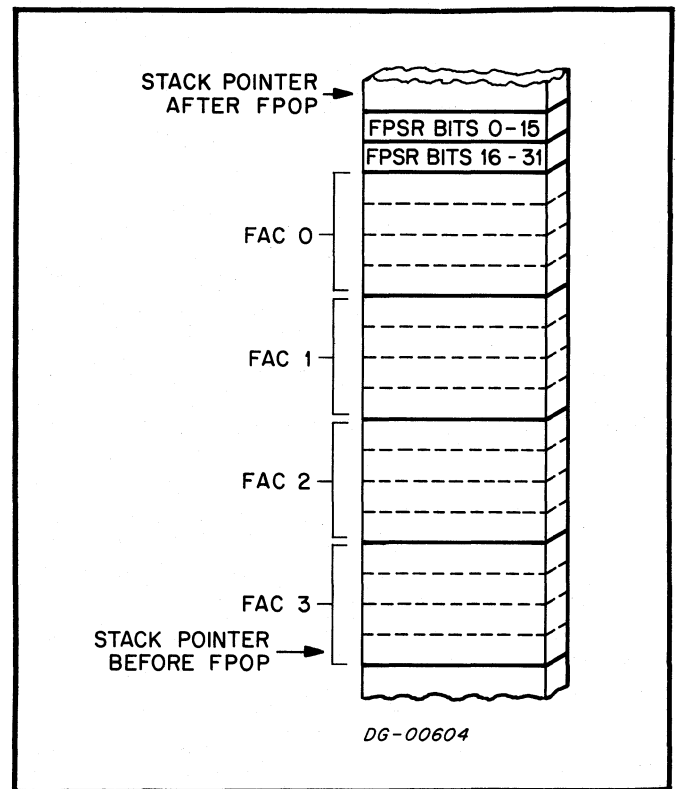 STACK POINTER
AFTER FPOP
FPSR BITS 0-15
FPSR BITS 16-31
FAC 0
FAC 1
FAC 2
FAC 3
STACK POINTER
BEFORE FPOP
DG-00604